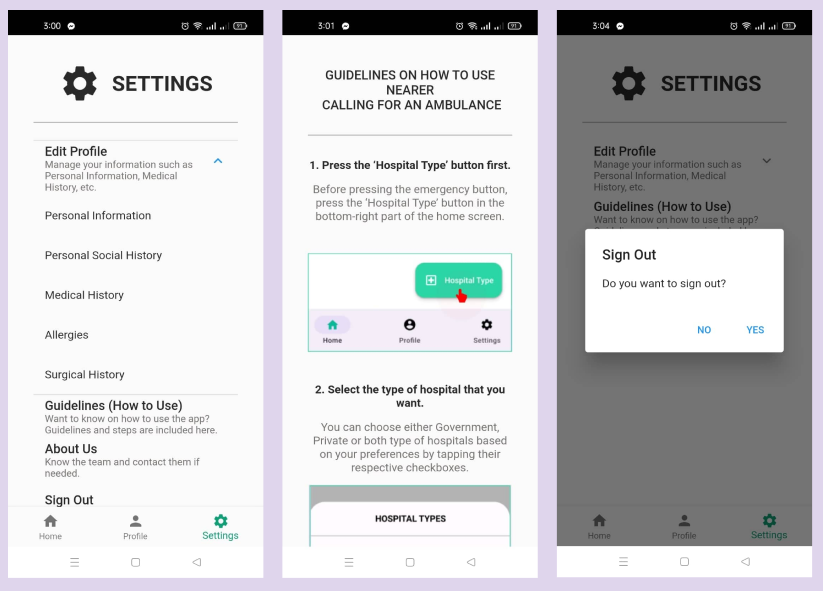 3:00
91
SETTINGS
Edit Profile
Manage your information such as
Personal Information, Medical
History, etc.
Personal Information
Personal Social History
Medical History
Allergies
Surgical History
Guidelines (How to Use)
Want to know on how to use the app?
Guidelines and steps are included here.
About Us
Know the team and contact them if
needed.
Sign Out
Home
Profile
Settings
3:01
91
GUIDELINES ON HOW TO USE
NEARER
CALLING FOR AN AMBULANCE
1. Press the ‘Hospital Type’ button first.
Before pressing the emergency button,
press the ‘Hospital Type’ button in the
bottom-right part of the home screen.
Hospital Type
Home
Profile
Settings
2. Select the type of hospital that you
want.
You can choose either Government,
Private or both type of hospitals based
on your preferences by tapping their
respective checkboxes.
HOSPITAL TYPES
3:04
91
SETTINGS
Edit Profile
Manage your information such as
Personal Information, Medical
History, etc.
Guidelines (How to Use)
Want to know on how to use the app?
Sign Out
Do you want to sign out?
NO
YES
Home
Profile
Settings